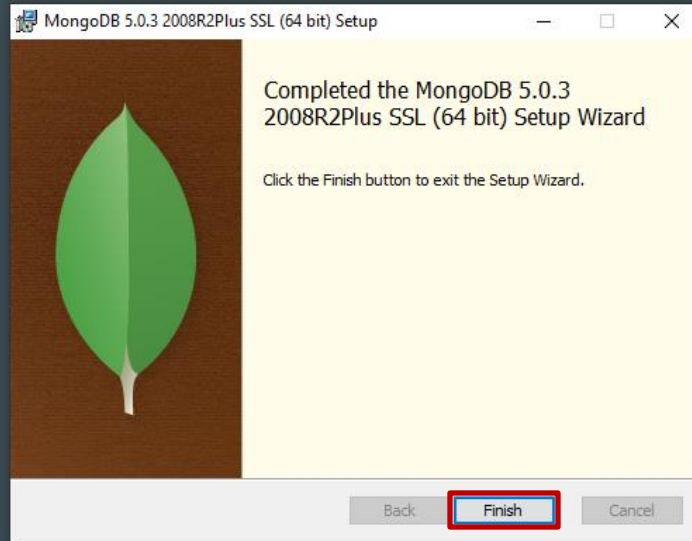 MongoDB 5.0.3 2008R2Plus SSL (64 bit) Setup
Completed the MongoDB 5.0.3
2008R2Plus SSL (64 bit) Setup Wizard
Click the Finish button to exit the Setup Wizard.
Back Finish Cancel